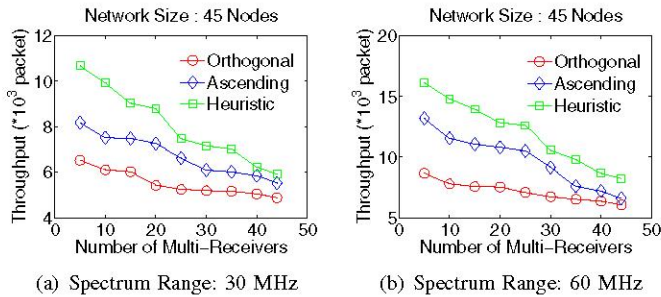 Network Size : 45 Nodes
12
10
8
6
4
Throughput (*10³ packet)
Orthogonal
Ascending
Heuristic
0 10 20 30 40
Number of Multi−Receivers
(a) Spectrum Range: 30 MHz
Network Size : 45 Nodes
20
15
10
5
Throughput (*10³ packet)
Orthogonal
Ascending
Heuristic
0 10 20 30 40
Number of Multi−Receivers
(b) Spectrum Range: 60 MHz